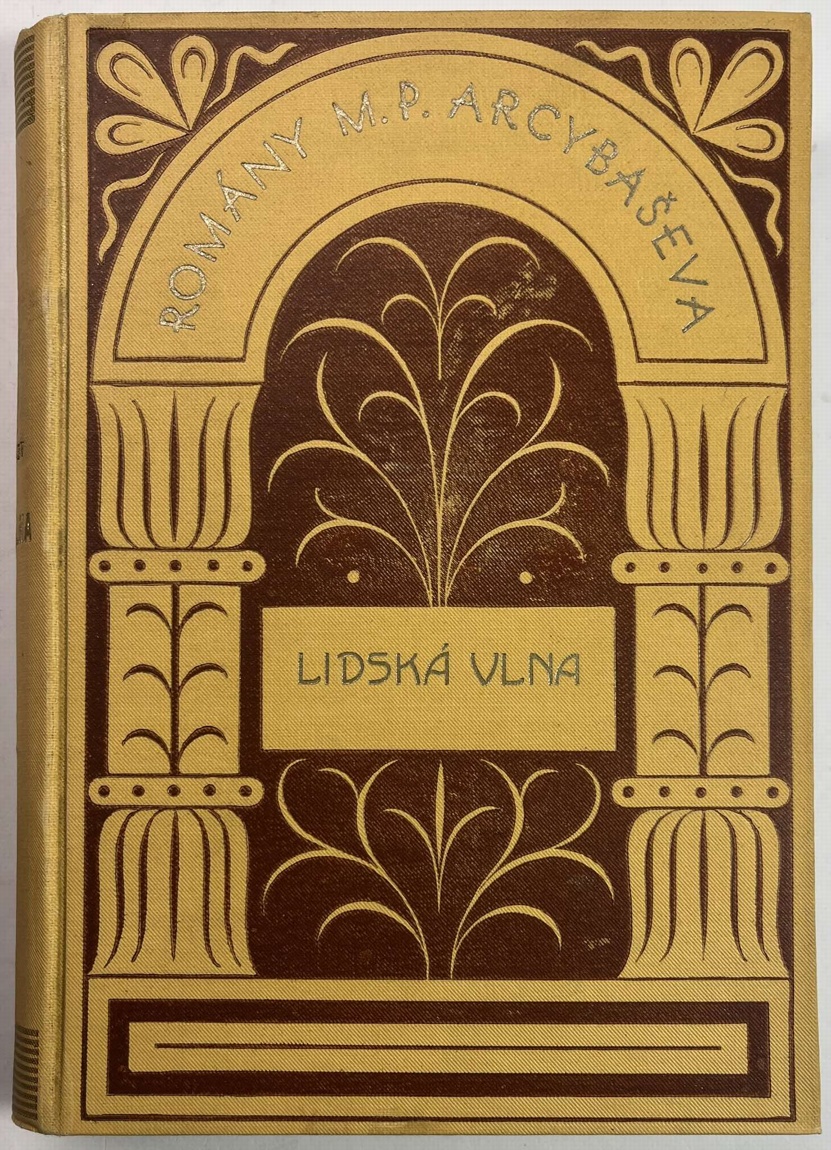 ROMÁNY M. P. ARCYBAŠEVA
LIDSKÁ VLNA